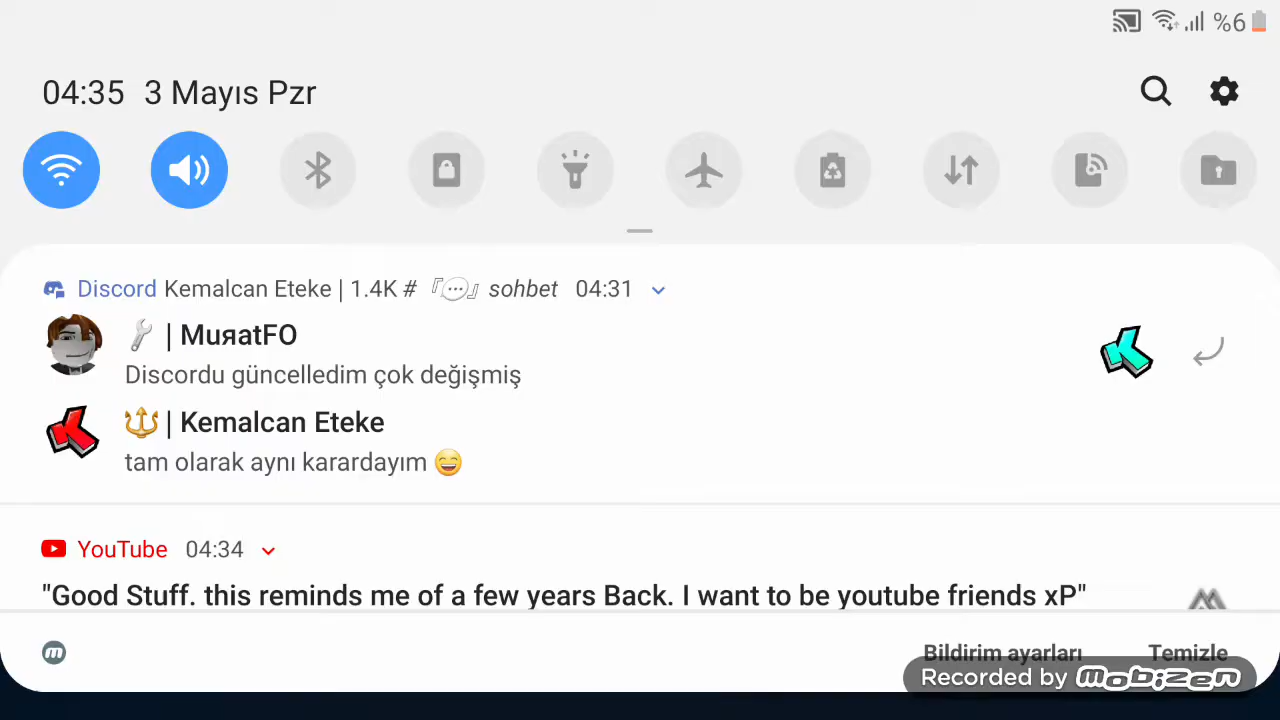 %6
04:35 3 Mayıs Pzr
Discord Kemalcan Eteke | 1.4K # 『💬』 sohbet 04:31
🔧 | MuяatFO
Discordu güncelledim çok değişmiş
🔱 | Kemalcan Eteke
tam olarak aynı karardayım 😄
YouTube 04:34
"Good Stuff. this reminds me of a few years Back. I want to be youtube friends xP"
Bildirim ayarları Temizle
Recorded by mobizen